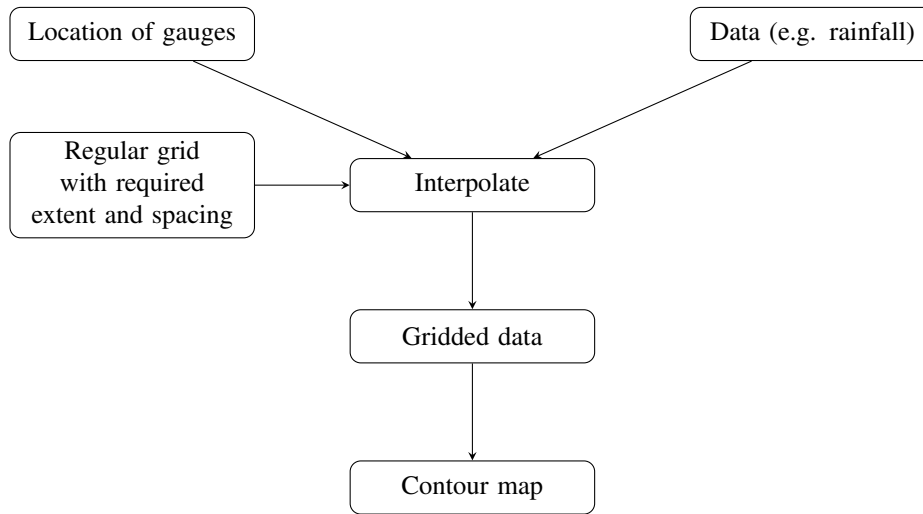 Location of gauges
Data (e.g. rainfall)
Regular grid
with required
extent and spacing
Interpolate
Gridded data
Contour map